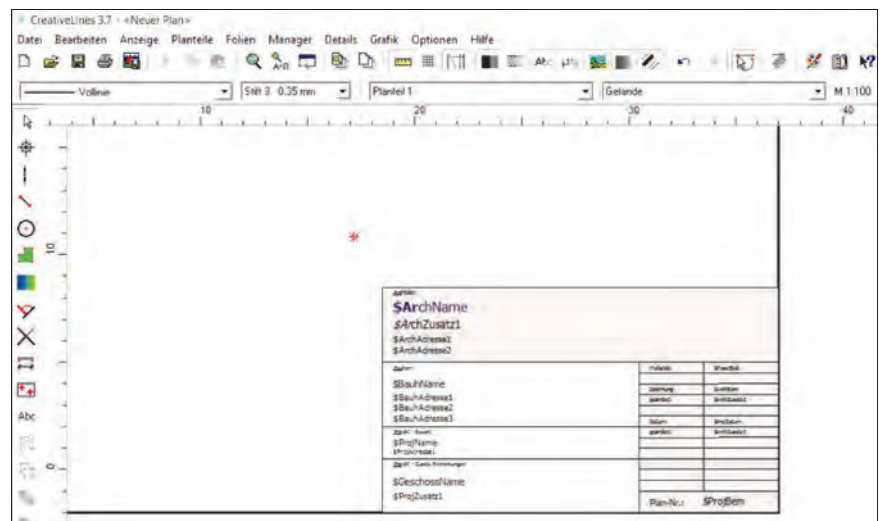 CreativeLines 3.7 - <Neuer Plan>
Datei Bearbeiten Anzeige Planteile Folien Manager Details Grafik Optionen Hilfe
Vollinie Stift 3 0.35 mm Planteil 1 Gelände M 1:100
10 20 30 40
10
0
Abc
$ArchName
$ArchZusatz1
$ArchAdresse1
$ArchAdresse2
$BauhName
$BauhAdresse1
$BauhAdresse2
$BauhAdresse3
$ProjName
$GeschossName
$ProjZusatz1
Plan-Nr.: $ProjBem